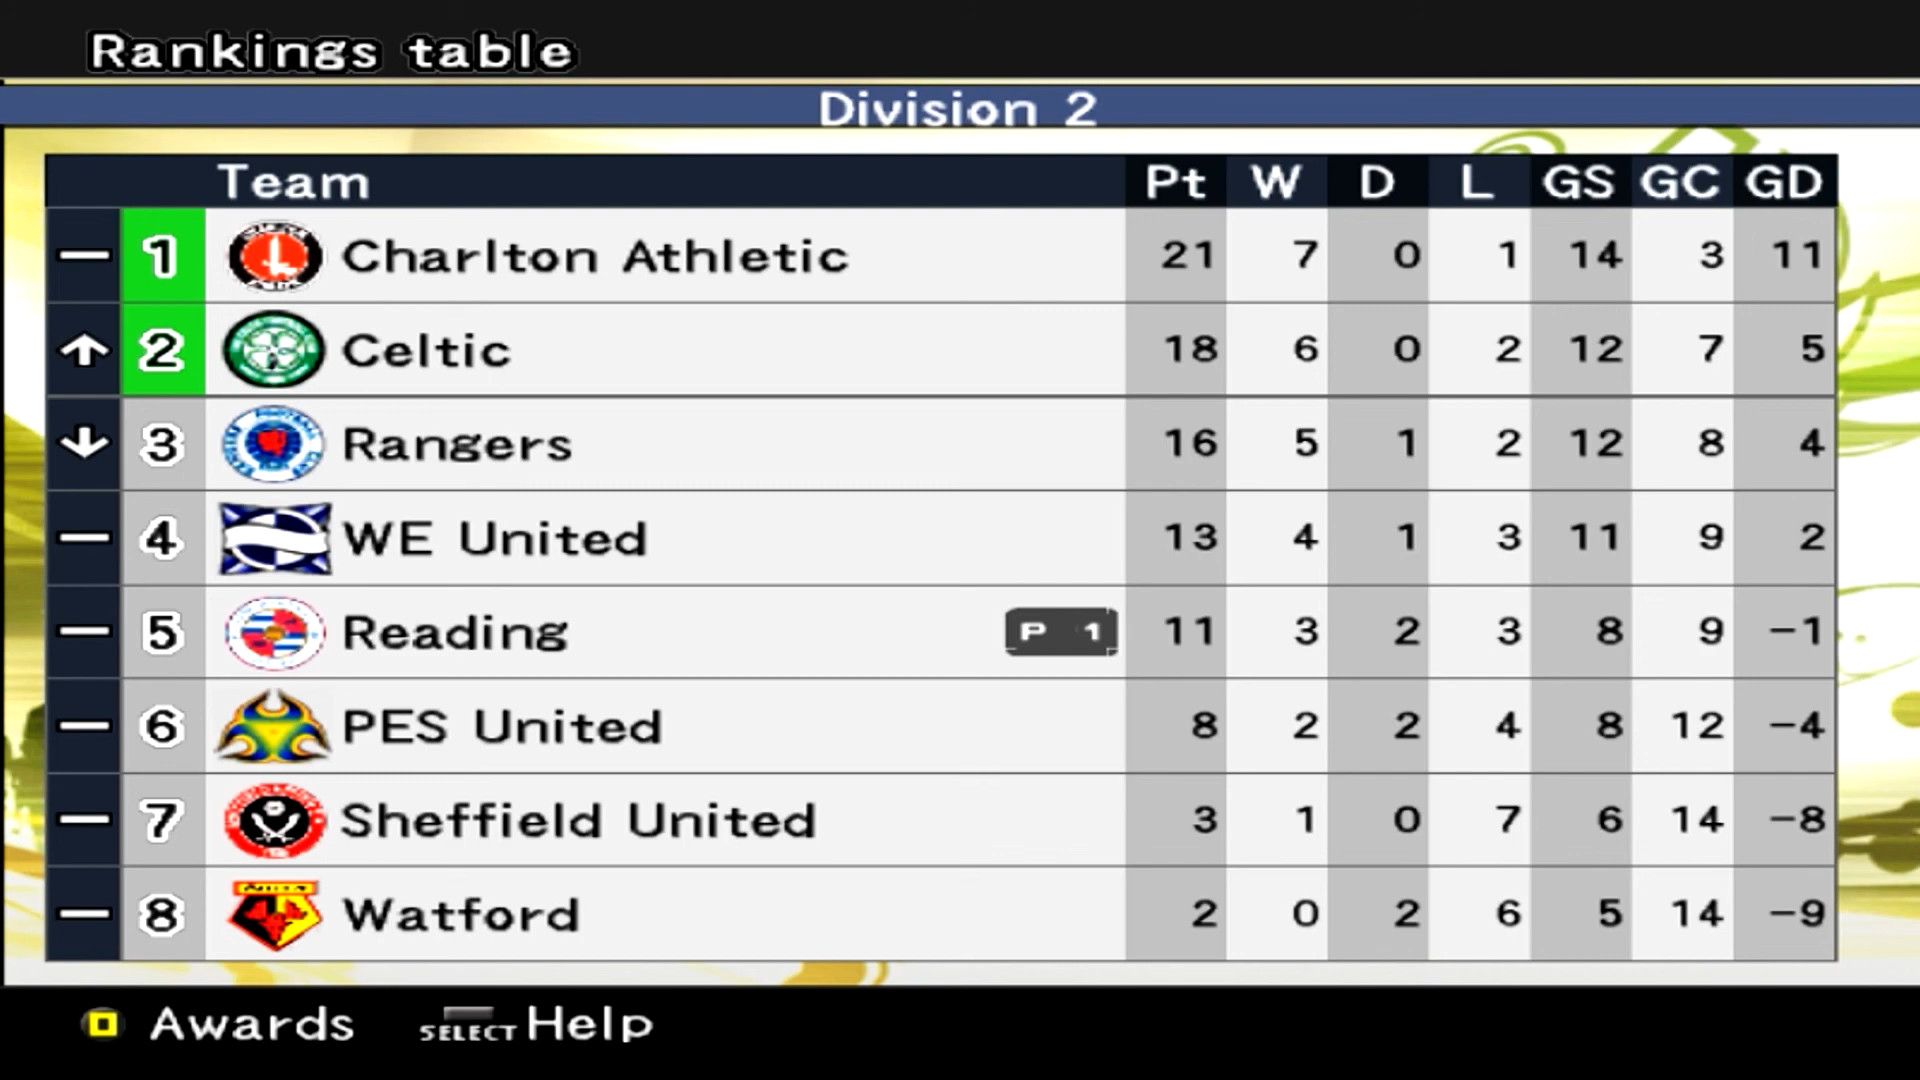 Rankings table
Division 2
Team Pt W D L GS GC GD
1 Charlton Athletic 21 7 0 1 14 3 11
2 Celtic 18 6 0 2 12 7 5
3 Rangers 16 5 1 2 12 8 4
4 WE United 13 4 1 3 11 9 2
5 Reading P 1 11 3 2 3 8 9 -1
6 PES United 8 2 2 4 8 12 -4
7 Sheffield United 3 1 0 7 6 14 -8
8 Watford 2 0 2 6 5 14 -9
Awards SELECT Help